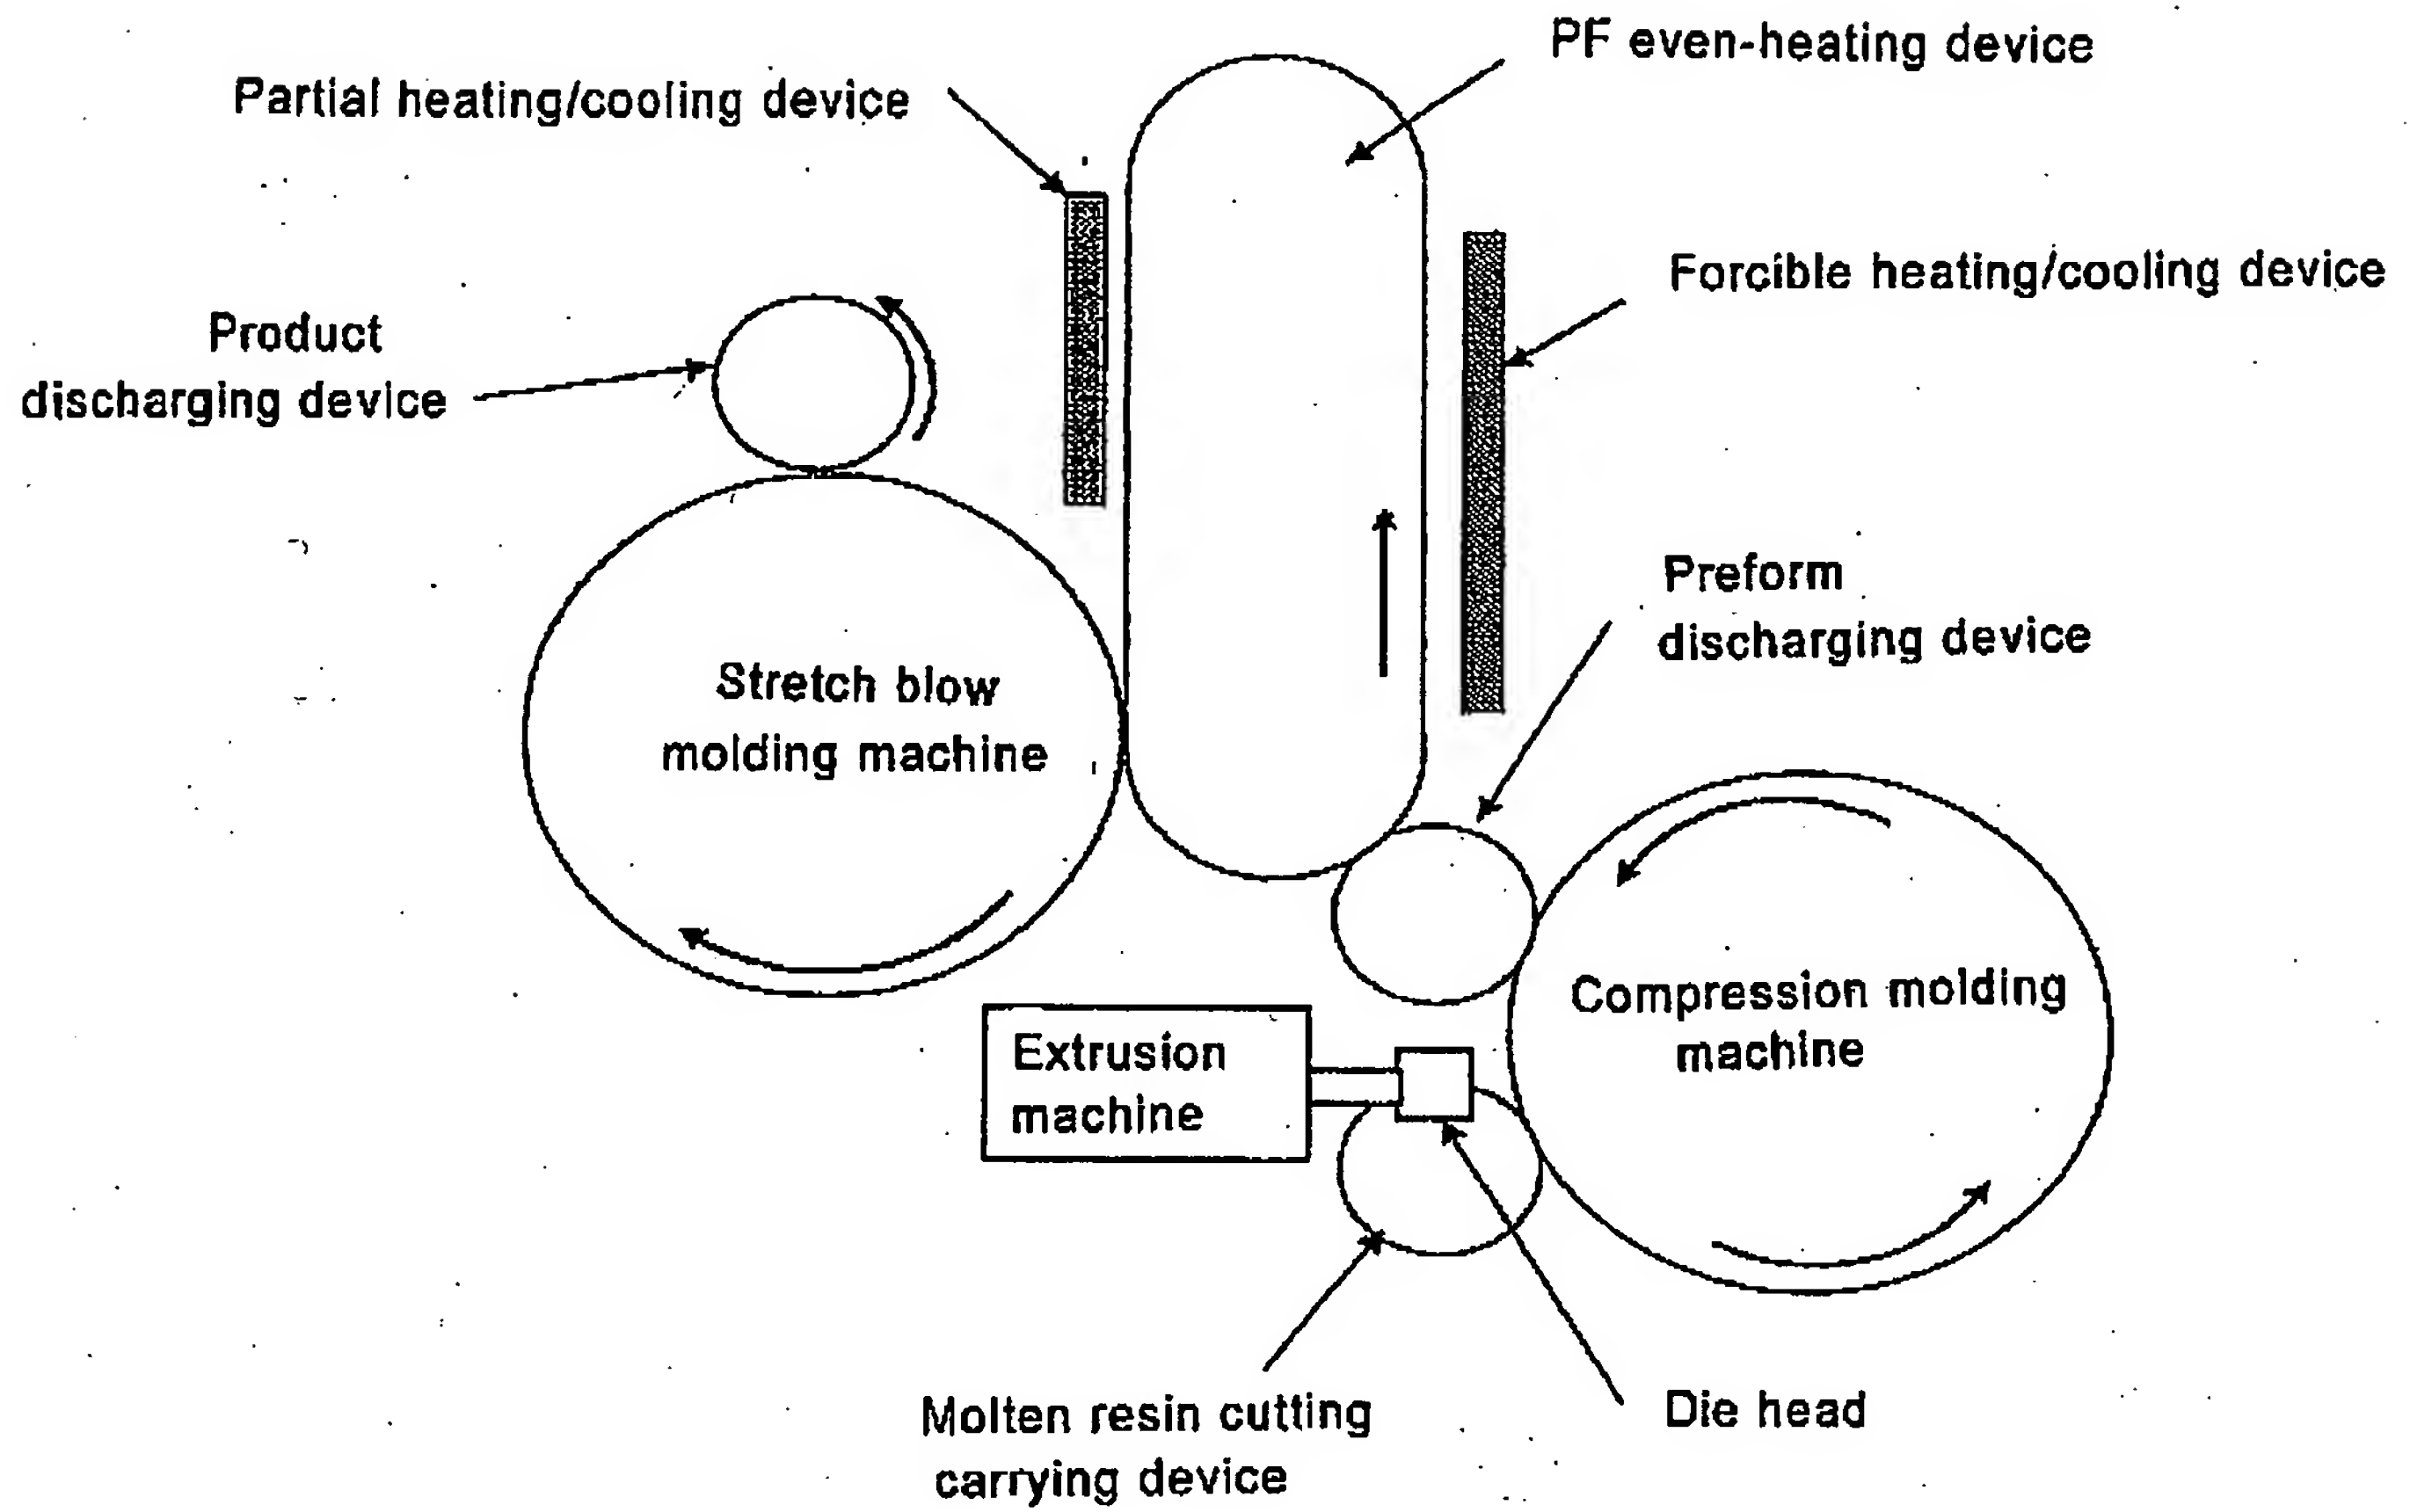 PF even-heating device
Partial heating/cooling device
Forcible heating/cooling device
Product
discharging device
Preform
discharging device
Stretch blow
molding machine
Compression molding
machine
Extrusion
machine
Molten resin cutting
carrying device
Die head